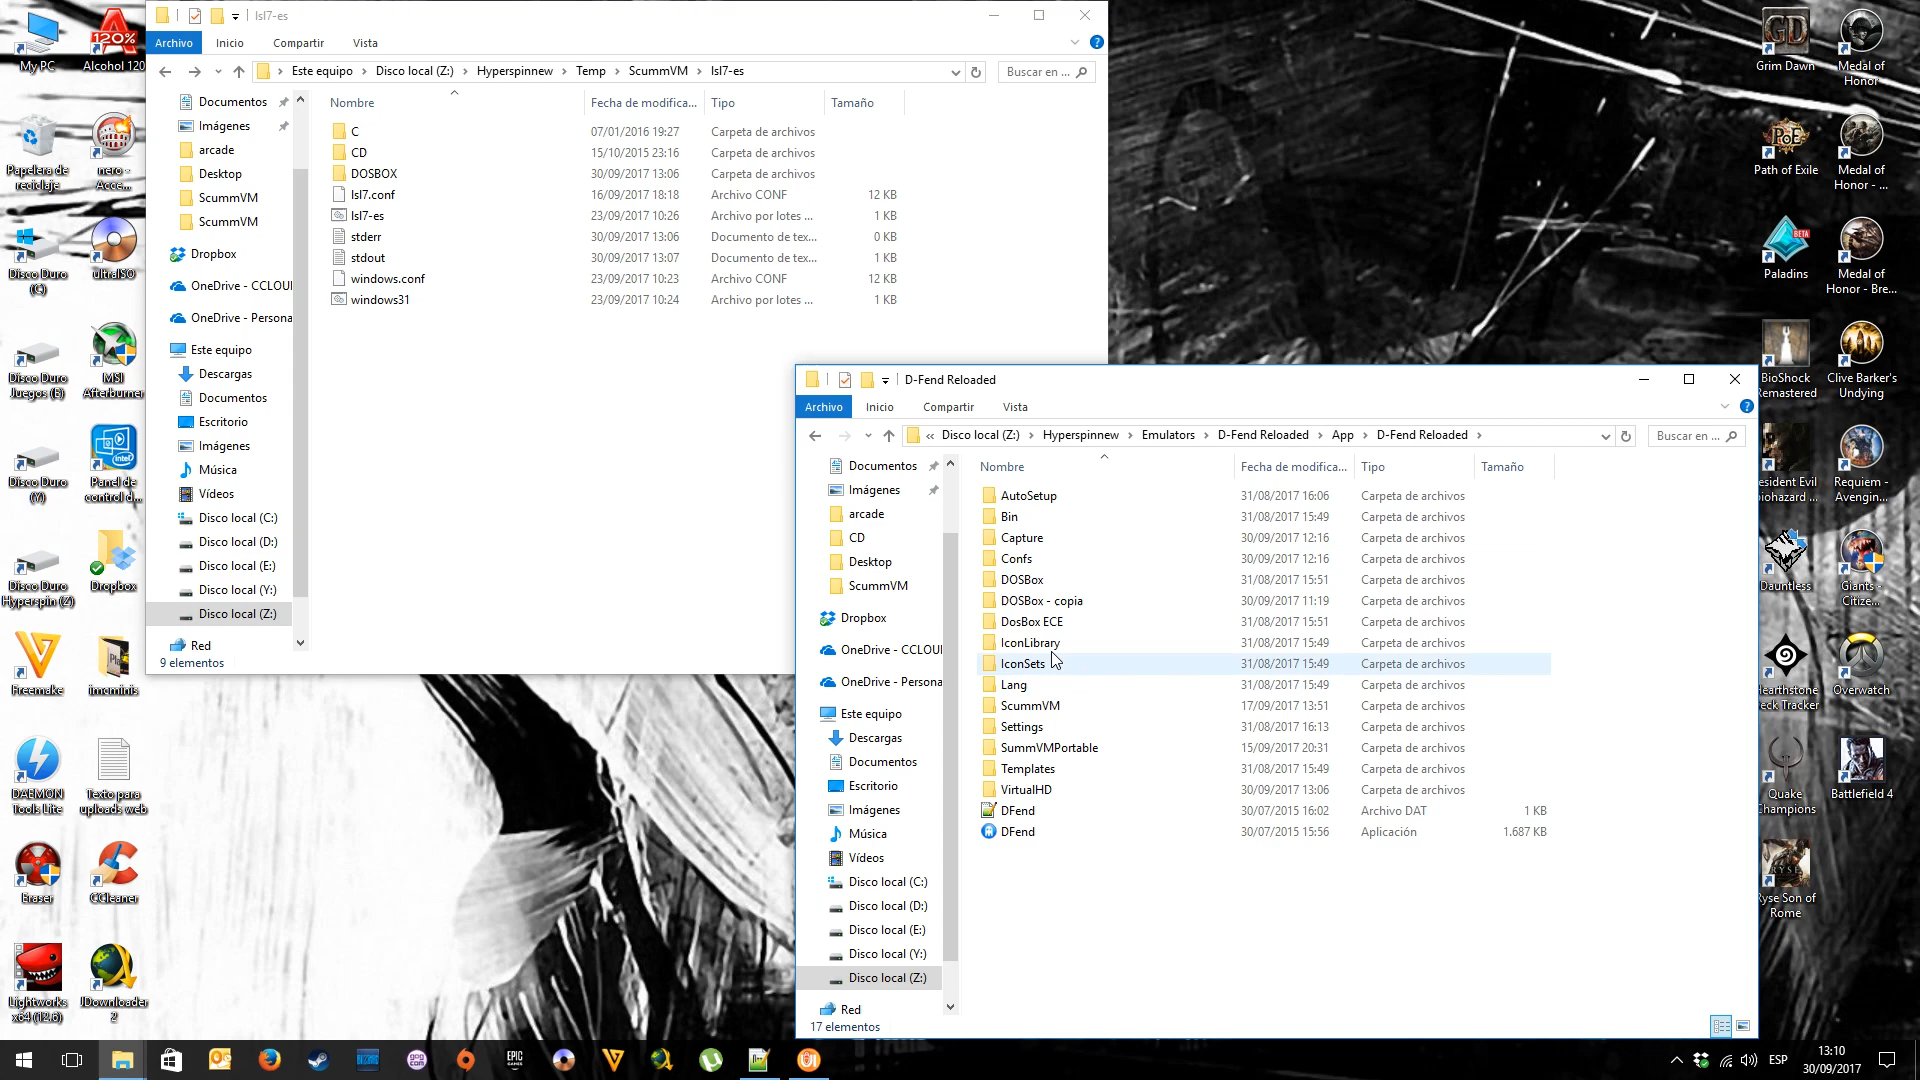 My PC
Alcohol 120
120%
Papelera de
reciclaje
nero -
Acce...
Disco Duro
(C)
ultraISO
Disco Duro
Juegos (E)
MSI
Afterburner
Disco Duro
(Y)
Panel de
control d...
Disco Duro
Hyperspin (Z)
Dropbox
Freemake
imcminis
DAEMON
Tools Lite
Texto para
uploads web
Eraser
CCleaner
Lightworks
x64 (12.6)
JDownloader
2
lsl7-es
Archivo
Inicio
Compartir
Vista
Este equipo
Disco local (Z:)
Hyperspinnew
Temp
ScummVM
lsl7-es
Buscar en ...
Documentos
Imágenes
arcade
Desktop
ScummVM
ScummVM
Dropbox
OneDrive - CCLOU
OneDrive - Persona
Este equipo
Descargas
Documentos
Escritorio
Imágenes
Música
Vídeos
Disco local (C:)
Disco local (D:)
Disco local (E:)
Disco local (Y:)
Disco local (Z:)
Red
9 elementos
Nombre Fecha de modifica... Tipo Tamaño
C 07/01/2016 19:27 Carpeta de archivos
CD 15/10/2015 23:16 Carpeta de archivos
DOSBOX 30/09/2017 13:06 Carpeta de archivos
lsl7.conf 16/09/2017 18:18 Archivo CONF 12 KB
lsl7-es 23/09/2017 10:26 Archivo por lotes ... 1 KB
stderr 30/09/2017 13:06 Documento de tex... 0 KB
stdout 30/09/2017 13:07 Documento de tex... 1 KB
windows.conf 23/09/2017 10:23 Archivo CONF 12 KB
windows31 23/09/2017 10:24 Archivo por lotes ... 1 KB
D-Fend Reloaded
Archivo
Inicio
Compartir
Vista
« Disco local (Z:)
Hyperspinnew
Emulators
D-Fend Reloaded
App
D-Fend Reloaded
Buscar en ...
Documentos
Imágenes
arcade
CD
Desktop
ScummVM
Dropbox
OneDrive - CCLOU
OneDrive - Persona
Este equipo
Descargas
Documentos
Escritorio
Imágenes
Música
Vídeos
Disco local (C:)
Disco local (D:)
Disco local (E:)
Disco local (Y:)
Disco local (Z:)
Red
17 elementos
Nombre Fecha de modifica... Tipo Tamaño
AutoSetup 31/08/2017 16:06 Carpeta de archivos
Bin 31/08/2017 15:49 Carpeta de archivos
Capture 30/09/2017 12:16 Carpeta de archivos
Confs 30/09/2017 12:16 Carpeta de archivos
DOSBox 31/08/2017 15:51 Carpeta de archivos
DOSBox - copia 30/09/2017 11:19 Carpeta de archivos
DosBox ECE 31/08/2017 15:51 Carpeta de archivos
IconLibrary 31/08/2017 15:49 Carpeta de archivos
IconSets 31/08/2017 15:49 Carpeta de archivos
Lang 31/08/2017 15:49 Carpeta de archivos
ScummVM 17/09/2017 13:51 Carpeta de archivos
Settings 31/08/2017 16:13 Carpeta de archivos
SummVMPortable 15/09/2017 20:31 Carpeta de archivos
Templates 31/08/2017 15:49 Carpeta de archivos
VirtualHD 30/09/2017 13:06 Carpeta de archivos
DFend 30/07/2015 16:02 Archivo DAT 1 KB
DFend 30/07/2015 15:56 Aplicación 1.687 KB
Grim Dawn
Medal of
Honor
Path of Exile
Medal of
Honor - ...
BETA
Paladins
Medal of
Honor - Bre...
BioShock
Remastered
Clive Barker's
Undying
esident Evil
biohazard ...
Requiem -
Avengin...
Dauntless
Giants -
Citize...
Hearthstone
eck Tracker
Overwatch
Quake
Champions
Battlefield 4
RYSE
Ryse Son of
Rome
EPIC
GAMES
ESP
13:10
30/09/2017